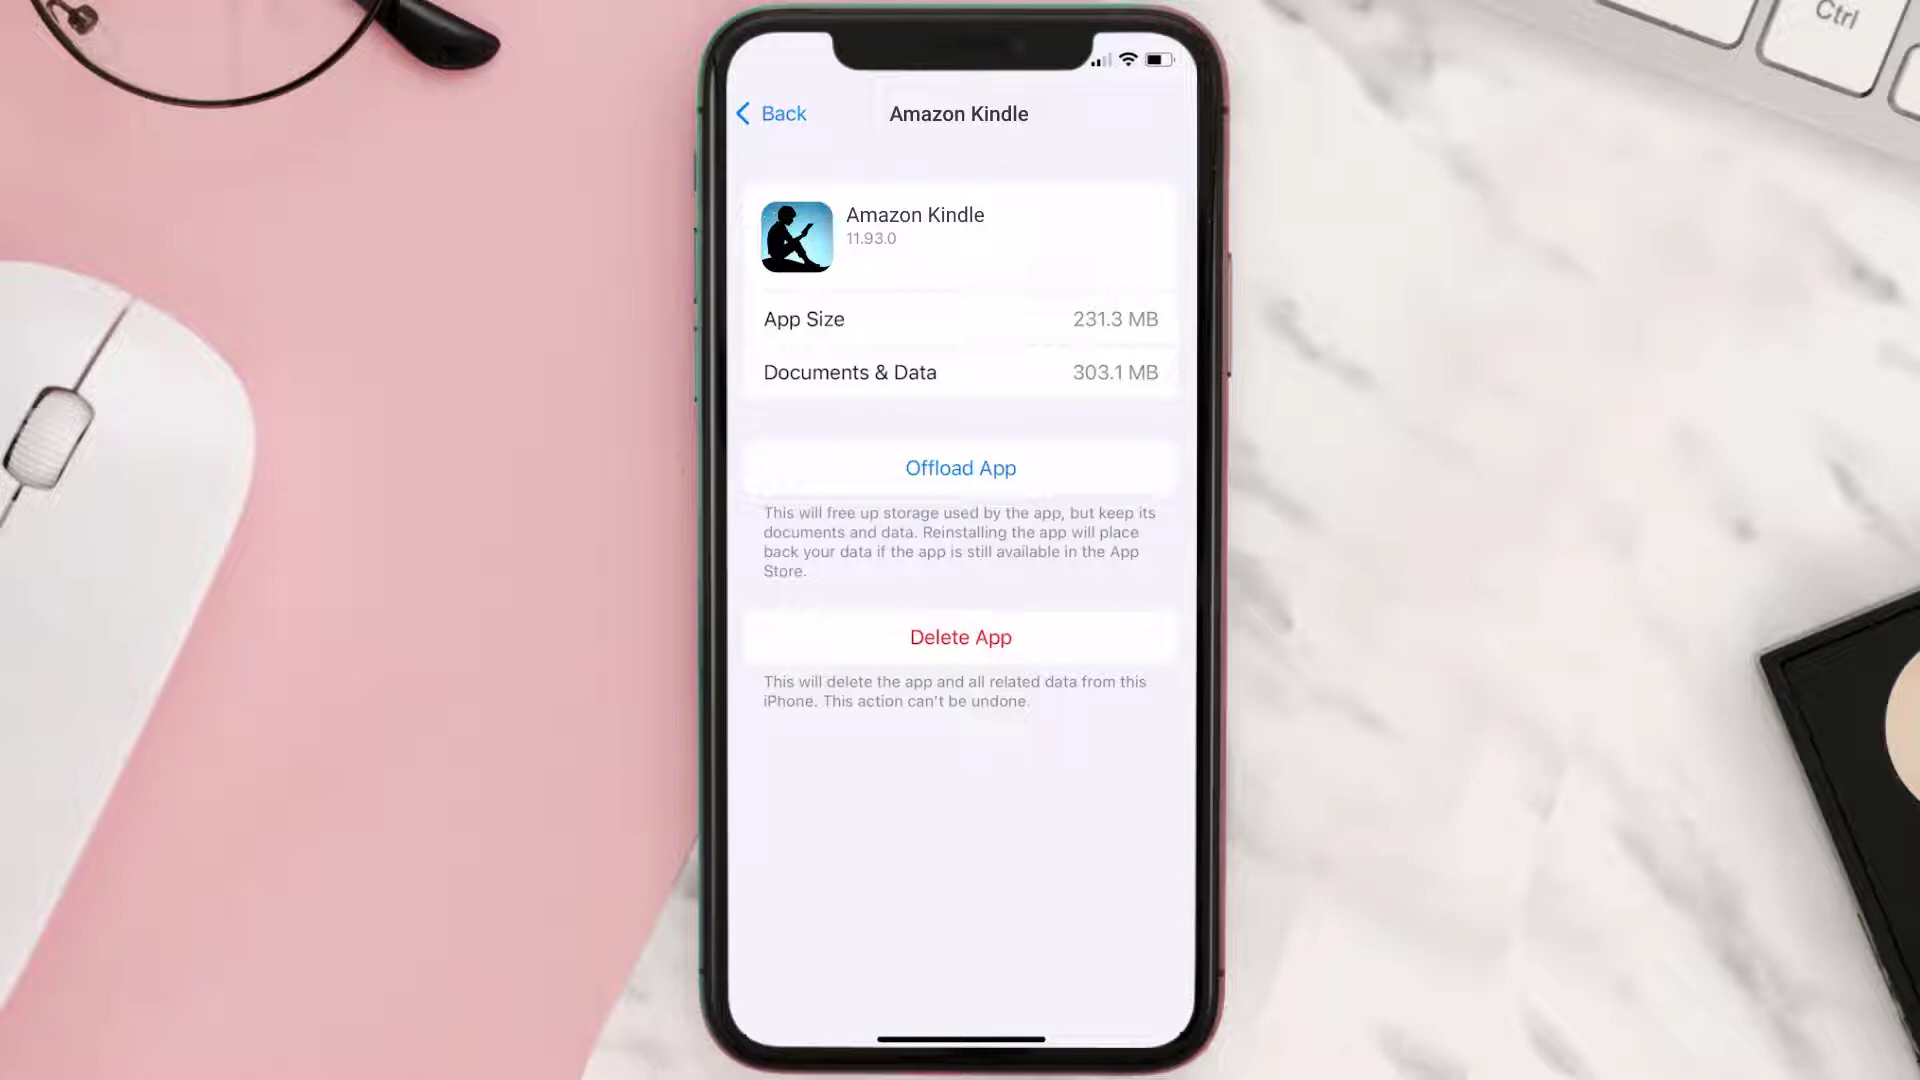 Ctrl
Back
Amazon Kindle
Amazon Kindle
11.93.0
App Size 231.3 MB
Documents & Data 303.1 MB
Offload App
This will free up storage used by the app, but keep its
documents and data. Reinstalling the app will place
back your data if the app is still available in the App
Store.
Delete App
This will delete the app and all related data from this
iPhone. This action can't be undone.